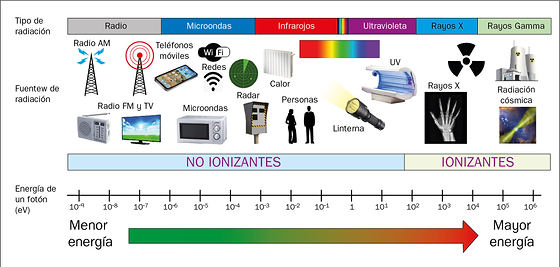 Tipo de
radiación
Radio
Microondas
Infrarojos
Ultravioleta
Rayos X
Rayos Gamma
Radio AM
Teléfonos
móviles
Wi Fi
Redes
Radar
Calor
UV
Fuentew de
radiación
Radio FM y TV
Microondas
Personas
Linterna
Rayos X
Radiación
cósmica
NO IONIZANTES
IONIZANTES
Energía de
un fotón
(eV)
10⁻⁹ 10⁻⁸ 10⁻⁷ 10⁻⁶ 10⁻⁵ 10⁻⁴ 10⁻³ 10⁻² 10⁻¹ 1 10¹ 10² 10³ 10⁴ 10⁵ 10⁶
Menor
energía
Mayor
energía